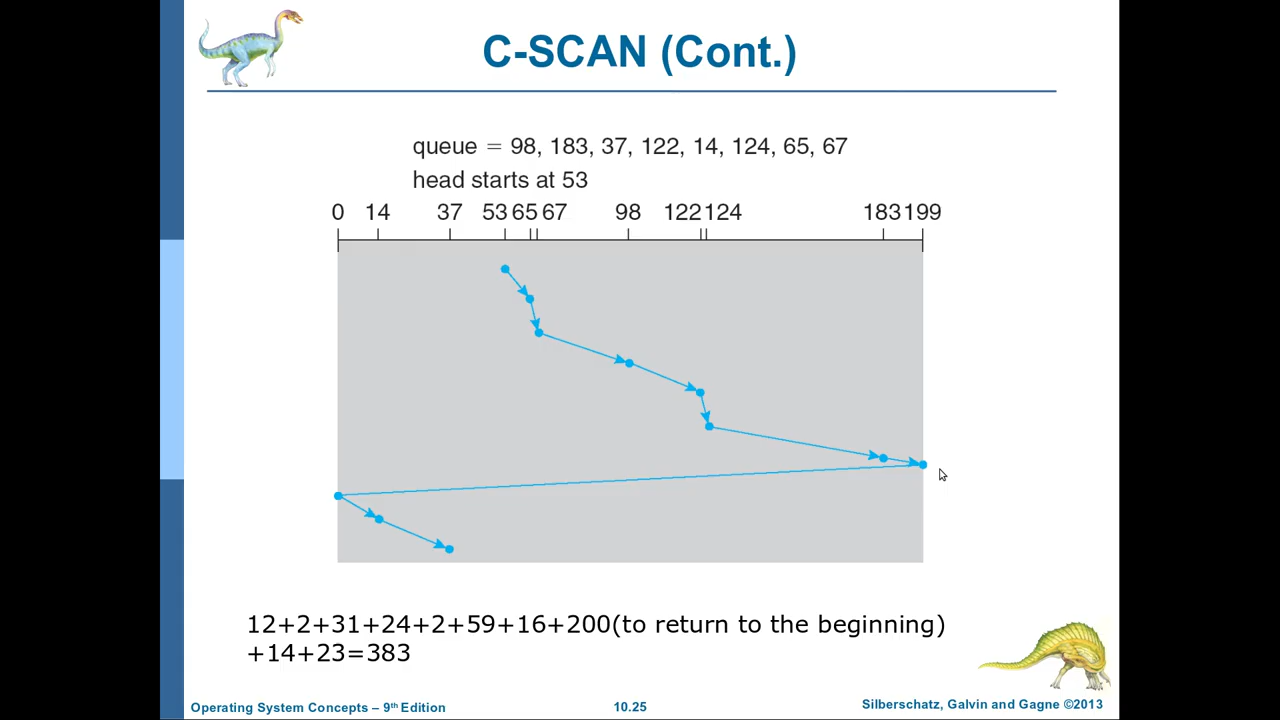 C-SCAN (Cont.)
queue = 98, 183, 37, 122, 14, 124, 65, 67
head starts at 53
0 14 37 53 65 67 98 122 124 183 199
12+2+31+24+2+59+16+200(to return to the beginning)
+14+23=383
Operating System Concepts – 9th Edition 10.25 Silberschatz, Galvin and Gagne ©2013